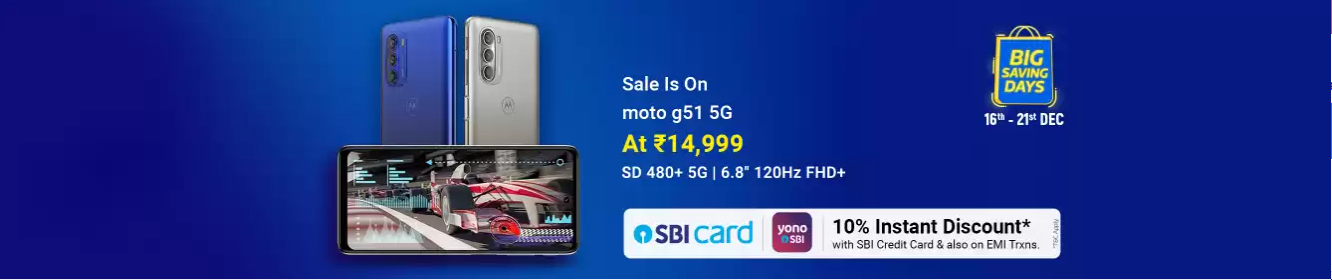 Sale Is On
moto g51 5G
At ₹14,999
SD 480+ 5G | 6.8" 120Hz FHD+
SBI card
yono
SBI
10% Instant Discount*
with SBI Credit Card & also on EMI Trxns.
*T&C Apply
BIG
SAVING
DAYS
16th - 21st DEC